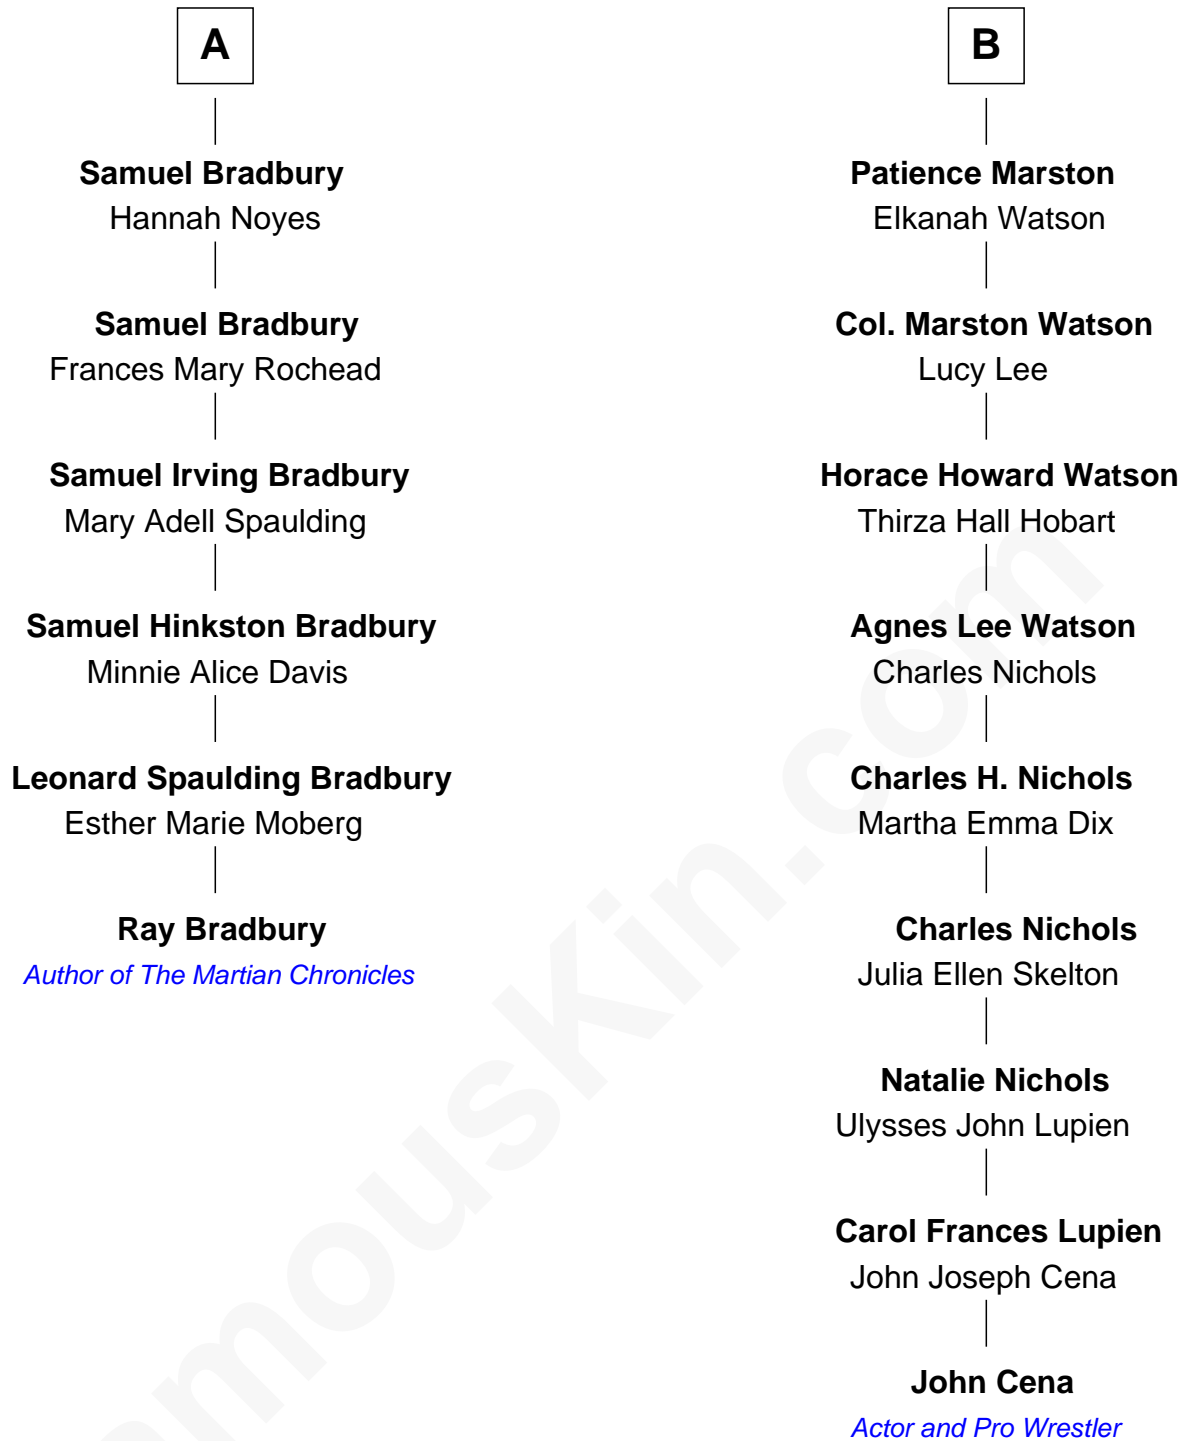 A
Samuel Bradbury
Hannah Noyes
Samuel Bradbury
Frances Mary Rochead
Samuel Irving Bradbury
Mary Adell Spaulding
Samuel Hinkston Bradbury
Minnie Alice Davis
Leonard Spaulding Bradbury
Esther Marie Moberg
Ray Bradbury
Author of The Martian Chronicles
B
Patience Marston
Elkanah Watson
Col. Marston Watson
Lucy Lee
Horace Howard Watson
Thirza Hall Hobart
Agnes Lee Watson
Charles Nichols
Charles H. Nichols
Martha Emma Dix
Charles Nichols
Julia Ellen Skelton
Natalie Nichols
Ulysses John Lupien
Carol Frances Lupien
John Joseph Cena
John Cena
Actor and Pro Wrestler
amouskin.com